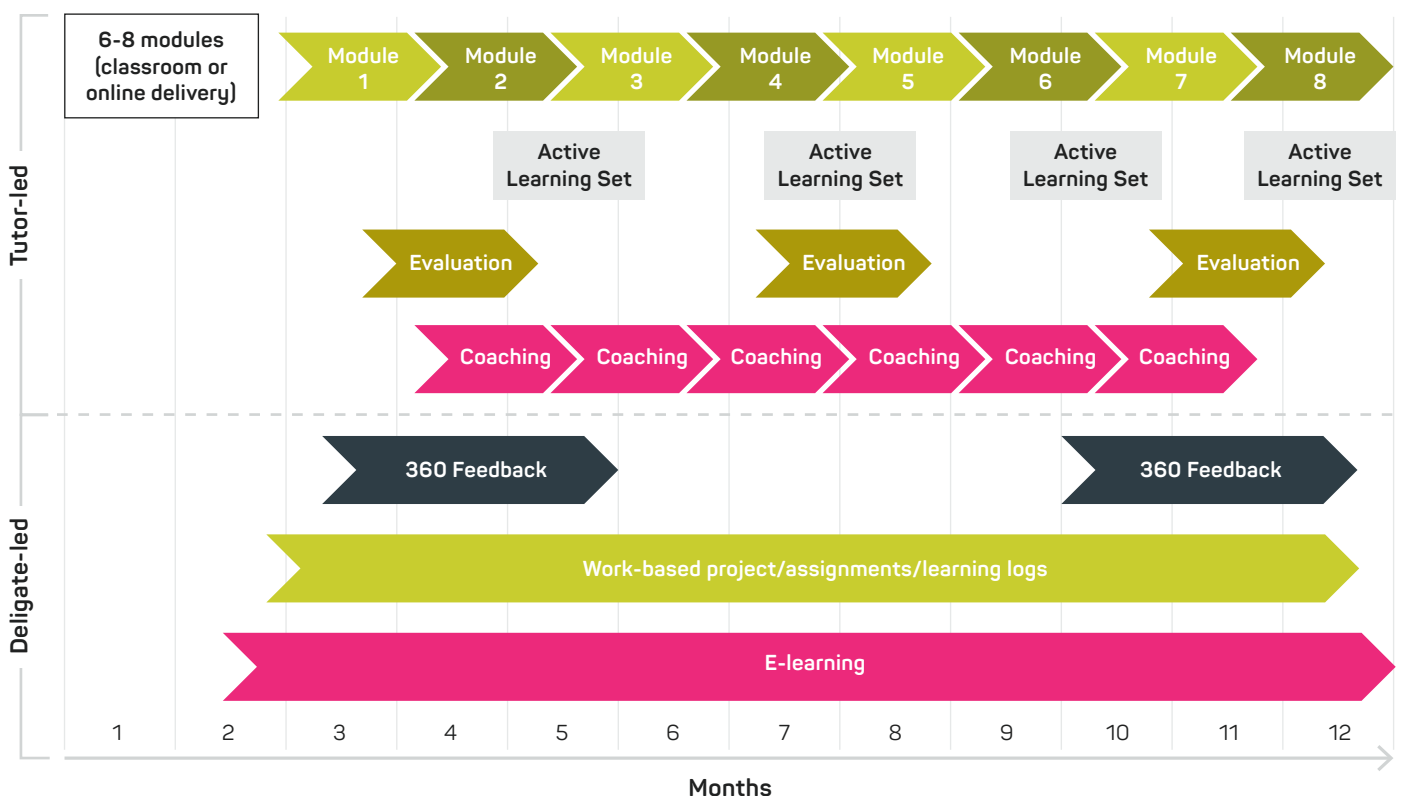 6-8 modules
(classroom or
online delivery)
Module
1
Module
2
Module
3
Module
4
Module
5
Module
6
Module
7
Module
8
Tutor-led
Active
Learning Set
Active
Learning Set
Active
Learning Set
Active
Learning Set
Evaluation
Evaluation
Evaluation
Coaching
Coaching
Coaching
Coaching
Coaching
Coaching
Deligate-led
360 Feedback
360 Feedback
Work-based project/assignments/learning logs
E-learning
1
2
3
4
5
6
7
8
9
10
11
12
Months